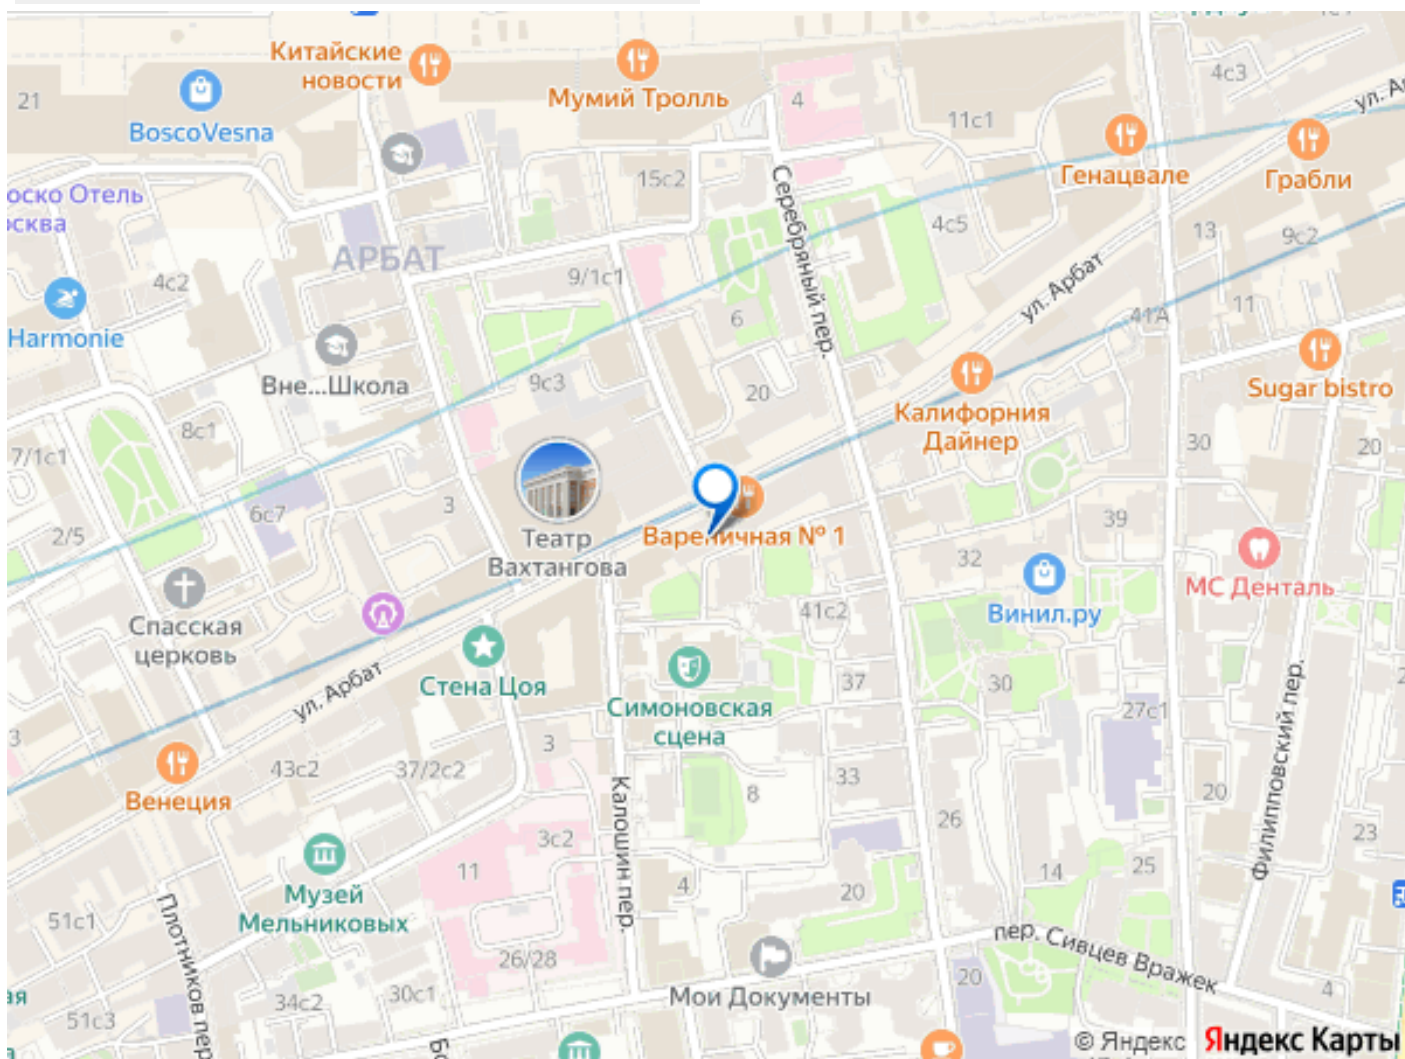 Китайские
новости
Мумий Тролль
4с3
ул. А
21
BoscoVesna
4
11с1
Генацвале
Грабли
15с2
Серебряный пер.
оско Отель
осква
АРБАТ
4с5
13
9с2
4с2
9/1с1
ул. Арбат
6
11
41А
Harmonie
Вне...Школа
9с3
20
Калифорния
Дайнер
Sugar bistro
7/1с1
8с1
30
20
2/5
6с7
3
Театр
Вахтангова
Вареничная № 1
39
32
МС Денталь
Винил.ру
41с2
Спасская
церковь
ул. Арбат
Стена Цоя
Симоновская
сцена
37
30
27с1
2
3
3
43с2
37/2с2
Венеция
Калошин пер.
8
33
26
20
Филипповский пер.
23
3с2
11
4
20
14
25
Музей
Мельниковых
51с1
Плотников пер.
пер. Сивцев Вражек
26/28
20
4
ая
34с2
30с1
Мои Документы
51с3
Бо
© Яндекс Яндекс Карты